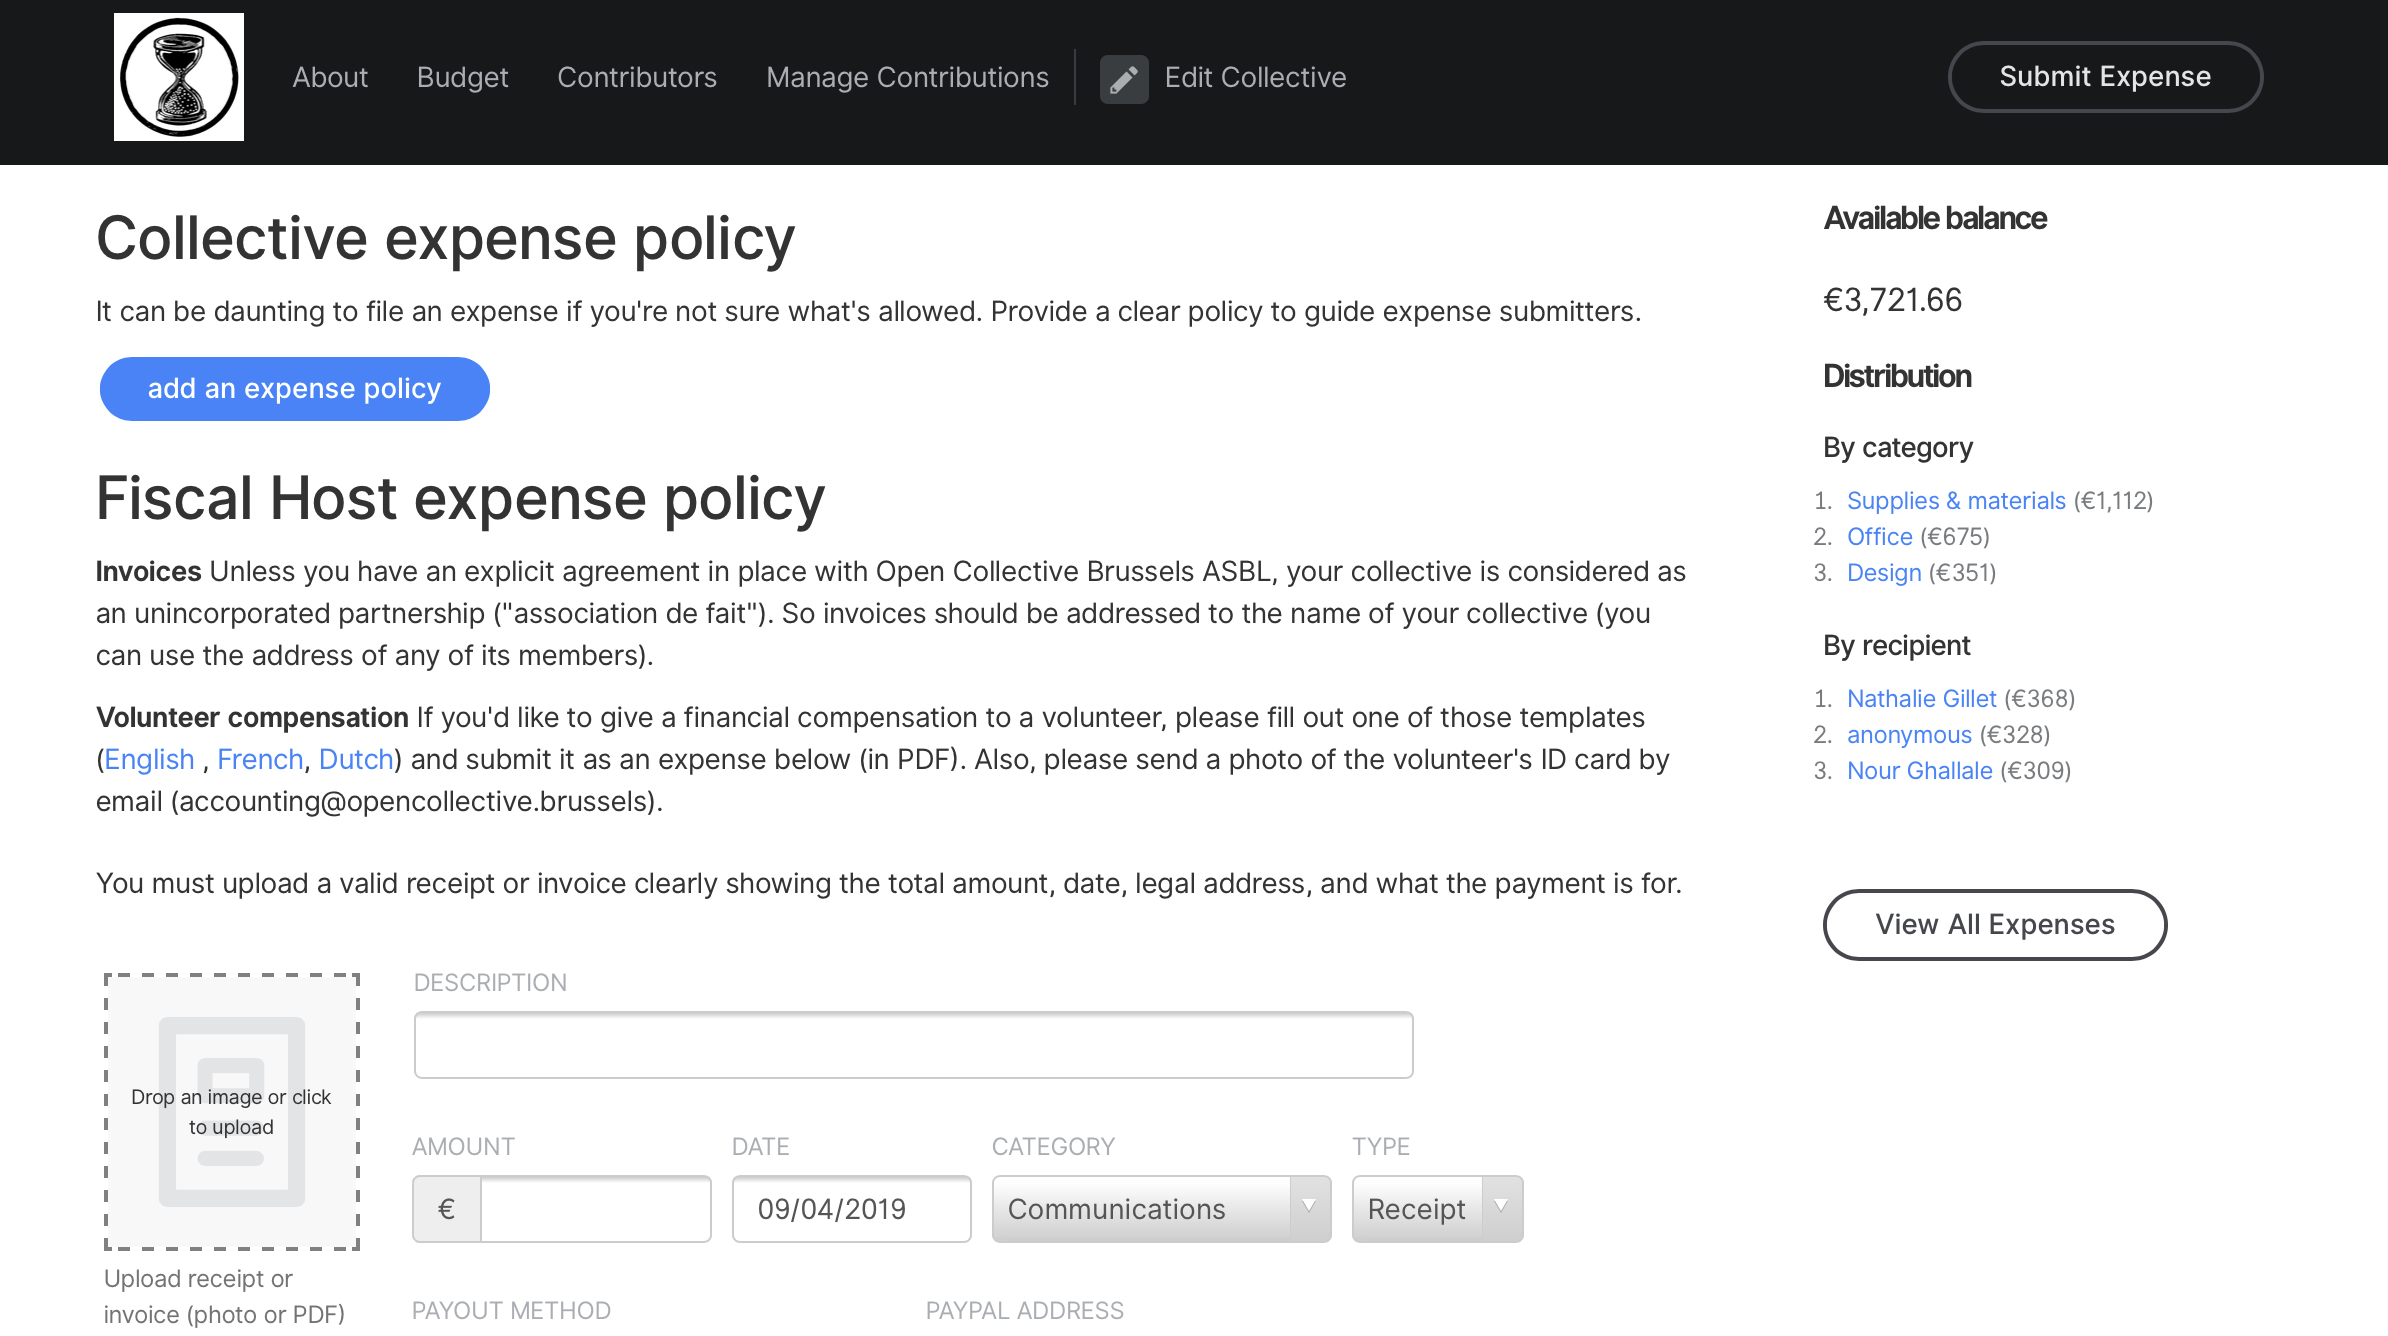 About Budget Contributors Manage Contributions Edit Collective Submit Expense
Collective expense policy
It can be daunting to file an expense if you're not sure what's allowed. Provide a clear policy to guide expense submitters.
add an expense policy
Fiscal Host expense policy
Invoices Unless you have an explicit agreement in place with Open Collective Brussels ASBL, your collective is considered as
an unincorporated partnership ("association de fait"). So invoices should be addressed to the name of your collective (you
can use the address of any of its members).
Volunteer compensation If you'd like to give a financial compensation to a volunteer, please fill out one of those templates
(English , French, Dutch) and submit it as an expense below (in PDF). Also, please send a photo of the volunteer's ID card by
email (accounting@opencollective.brussels).
You must upload a valid receipt or invoice clearly showing the total amount, date, legal address, and what the payment is for.
Drop an image or click
to upload
Upload receipt or
invoice (photo or PDF)
DESCRIPTION
AMOUNT DATE CATEGORY TYPE
€ 09/04/2019 Communications Receipt
PAYOUT METHOD PAYPAL ADDRESS
Available balance
€3,721.66
Distribution
By category
1. Supplies & materials (€1,112)
2. Office (€675)
3. Design (€351)
By recipient
1. Nathalie Gillet (€368)
2. anonymous (€328)
3. Nour Ghallale (€309)
View All Expenses